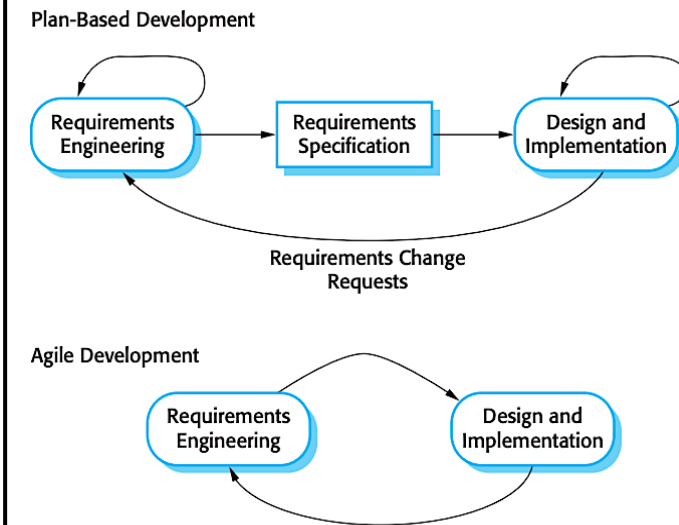 Plan-Based Development
Requirements
Engineering
Requirements
Specification
Design and
Implementation
Requirements Change
Requests
Agile Development
Requirements
Engineering
Design and
Implementation